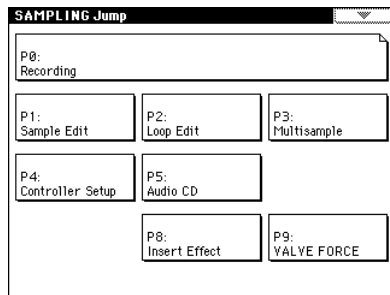 SAMPLING Jump
P0:
Recording
P1:
Sample Edit
P2:
Loop Edit
P3:
Multisample
P4:
Controller Setup
P5:
Audio CD
P8:
Insert Effect
P9:
VALVE FORCE